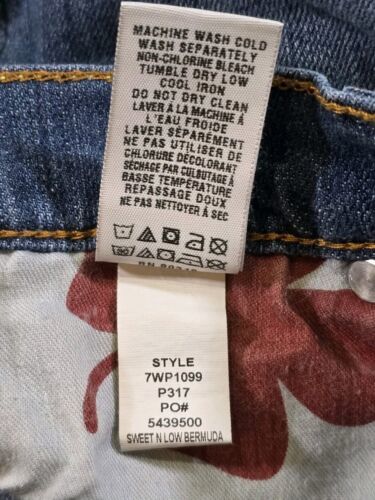 MACHINE WASH COLD
WASH SEPARATELY
NON-CHLORINE BLEACH
TUMBLE DRY LOW
COOL IRON
DO NOT DRY CLEAN
LAVER À LA MACHINE À
L'EAU FROIDE
LAVER SÉPARÉMENT
NE PAS UTILISER DE
CHLORURE DÉCOLORANT
SÉCHAGE PAR CULBUTAGE À
BASSE TEMPÉRATURE
REPASSAGE DOUX
NE PAS NETTOYER À SEC
STYLE
7WP1099
P317
PO#
5439500
SWEET N LOW BERMUDA